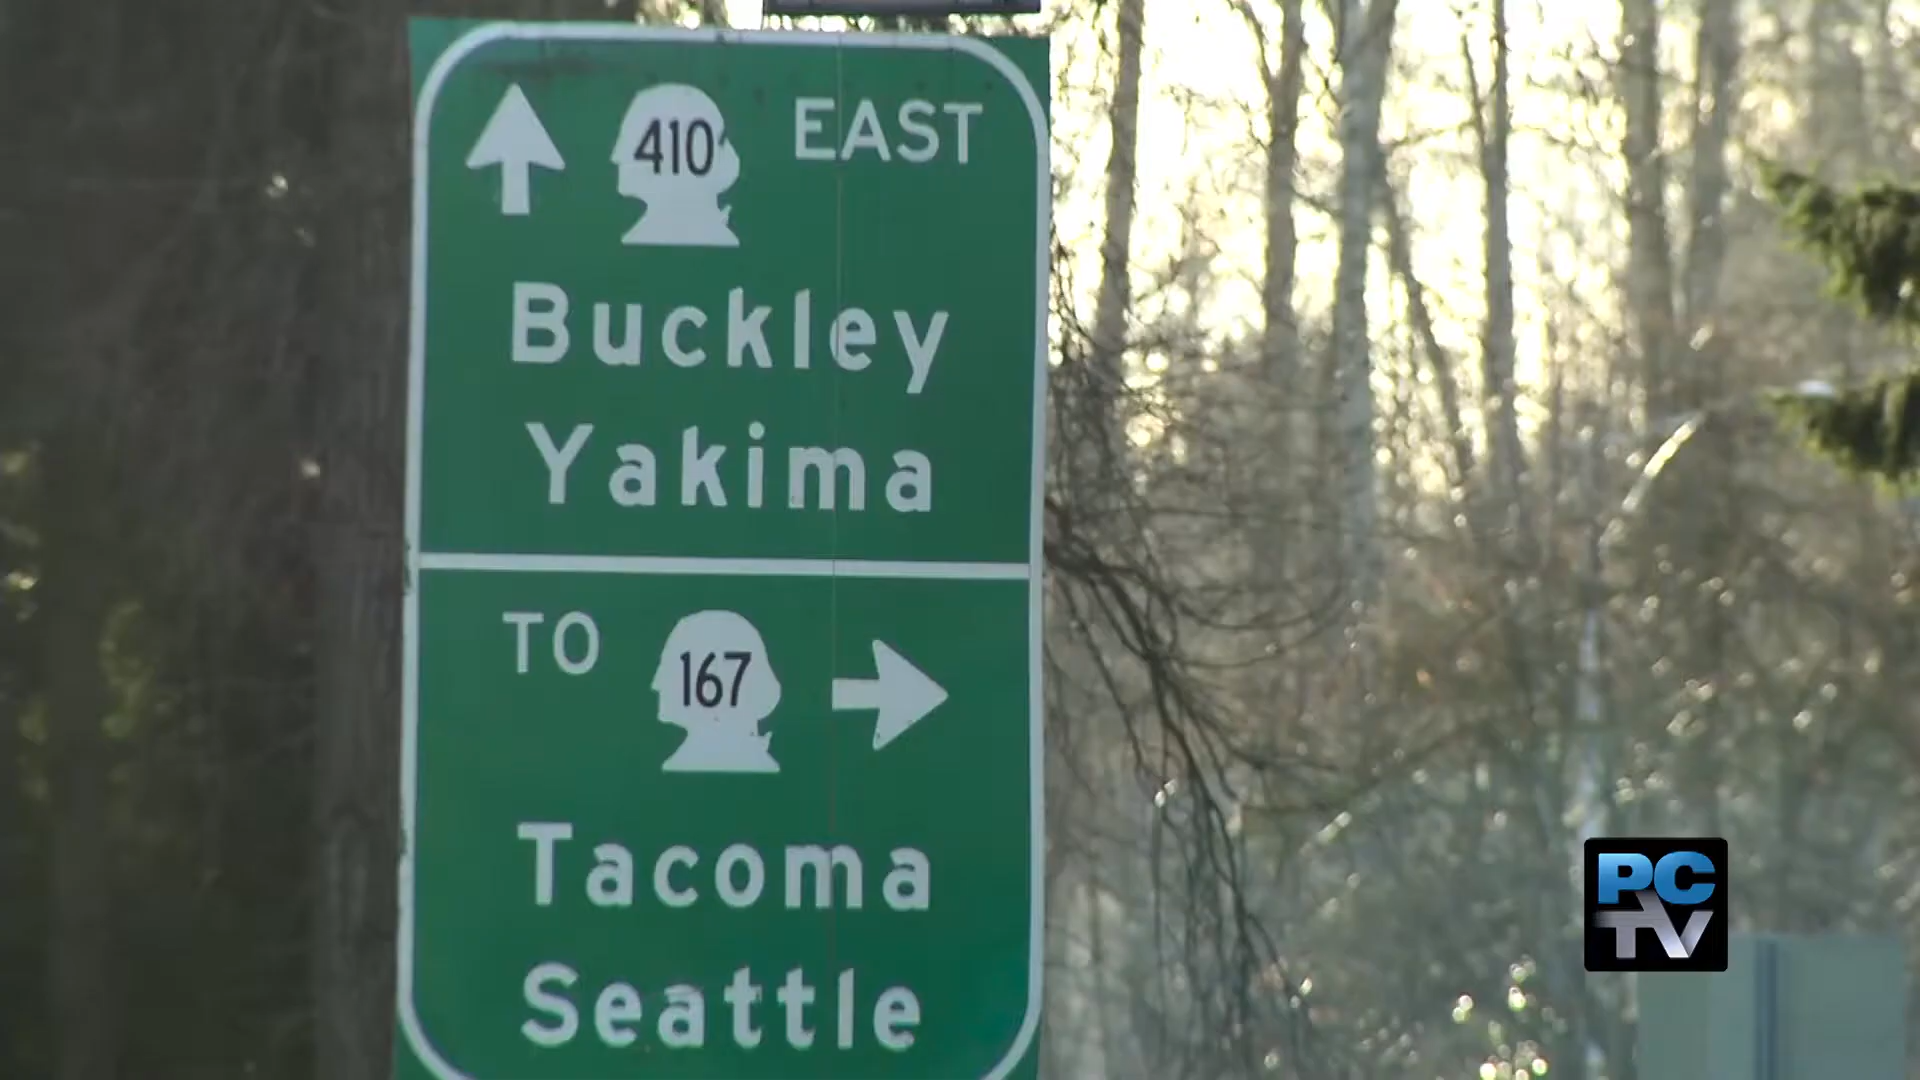 410 EAST
Buckley
Yakima
TO 167
Tacoma
Seattle
PC
TV